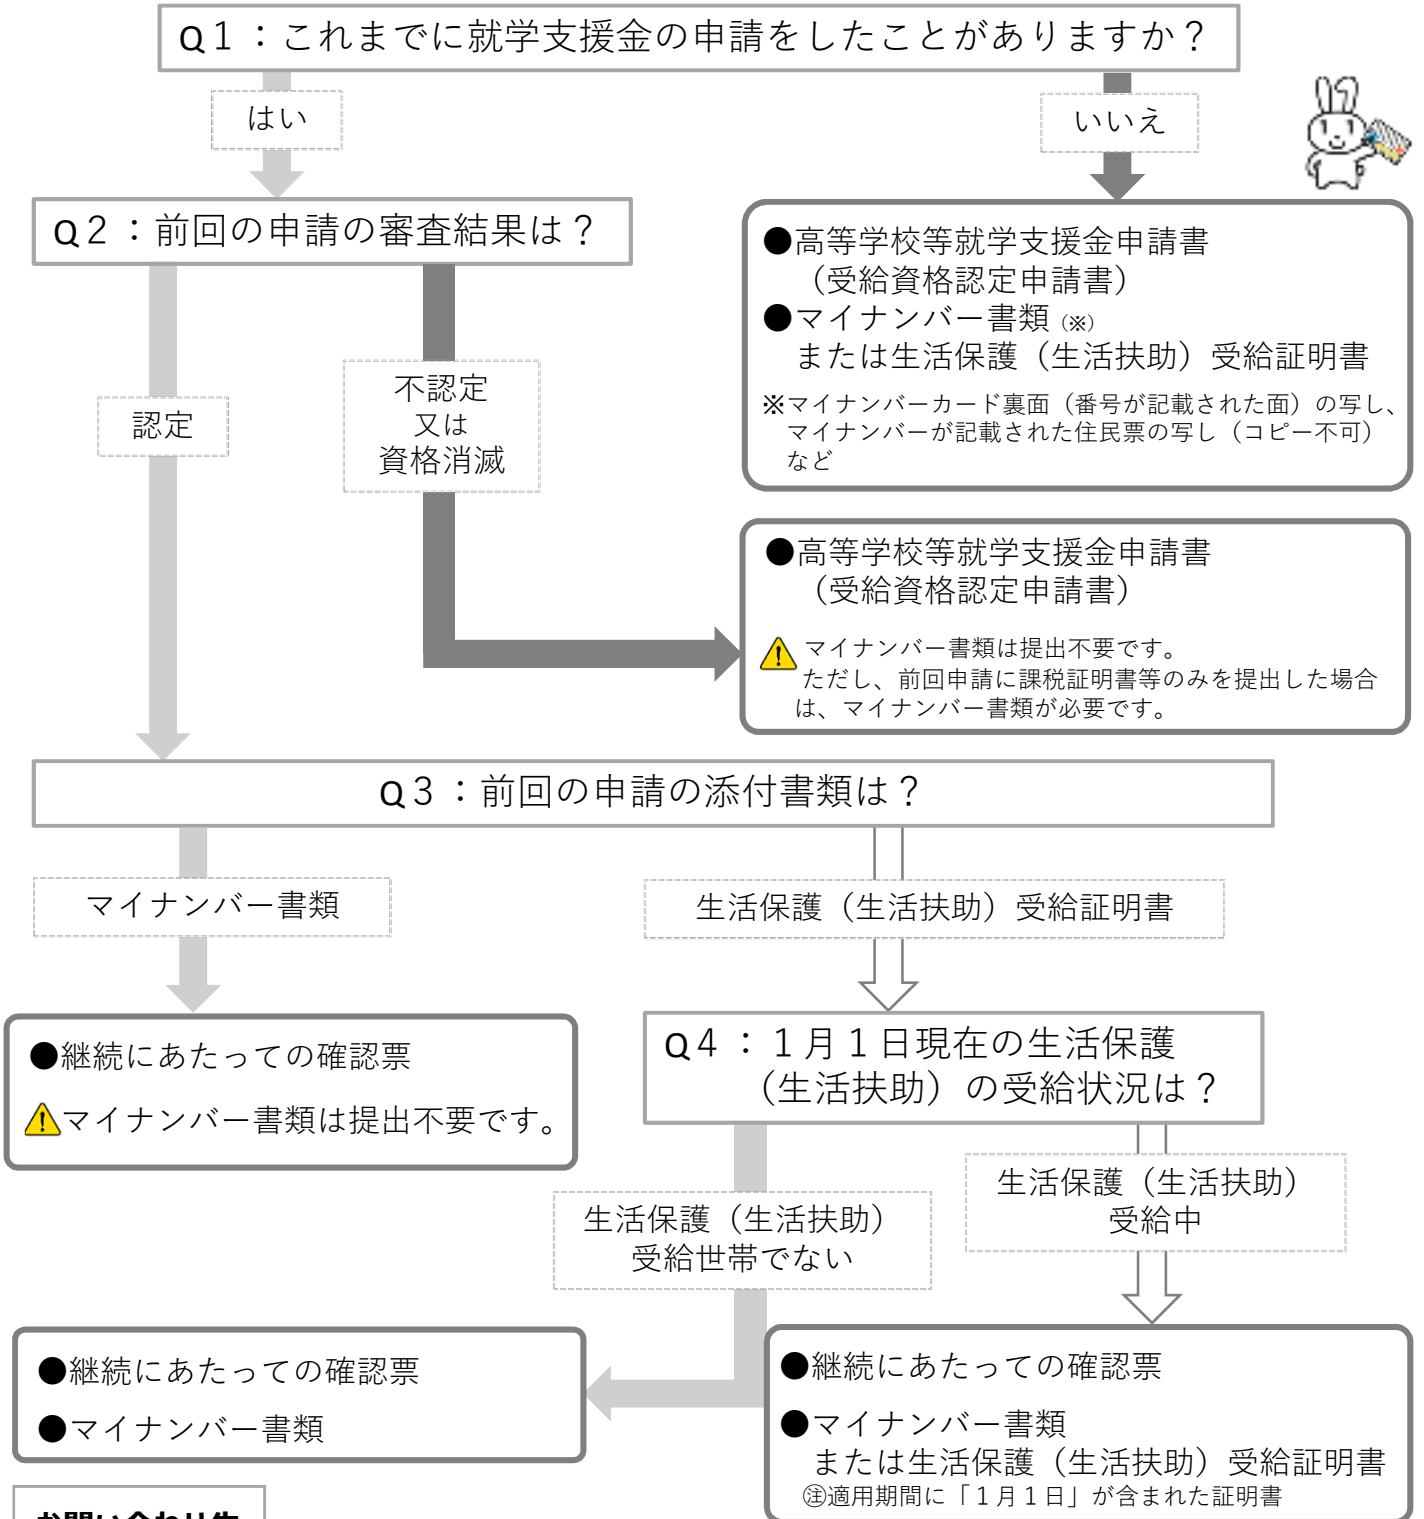 Q１：これまでに就学支援金の申請をしたことがありますか？
はい
いいえ
Q２：前回の申請の審査結果は？
認定
不認定
又は
資格消滅
●高等学校等就学支援金申請書
（受給資格認定申請書）
●マイナンバー書類（※）
または生活保護（生活扶助）受給証明書
※マイナンバーカード裏面（番号が記載された面）の写し、
マイナンバーが記載された住民票の写し（コピー不可）
など
●高等学校等就学支援金申請書
（受給資格認定申請書）
マイナンバー書類は提出不要です。
ただし、前回申請に課税証明書等のみを提出した場合
は、マイナンバー書類が必要です。
Q３：前回の申請の添付書類は？
マイナンバー書類
生活保護（生活扶助）受給証明書
●継続にあたっての確認票
マイナンバー書類は提出不要です。
Q４：１月１日現在の生活保護
（生活扶助）の受給状況は？
生活保護（生活扶助）
受給世帯でない
生活保護（生活扶助）
受給中
●継続にあたっての確認票
●マイナンバー書類
●継続にあたっての確認票
●マイナンバー書類
または生活保護（生活扶助）受給証明書
㊟適用期間に「１月１日」が含まれた証明書
お問い合わせ先